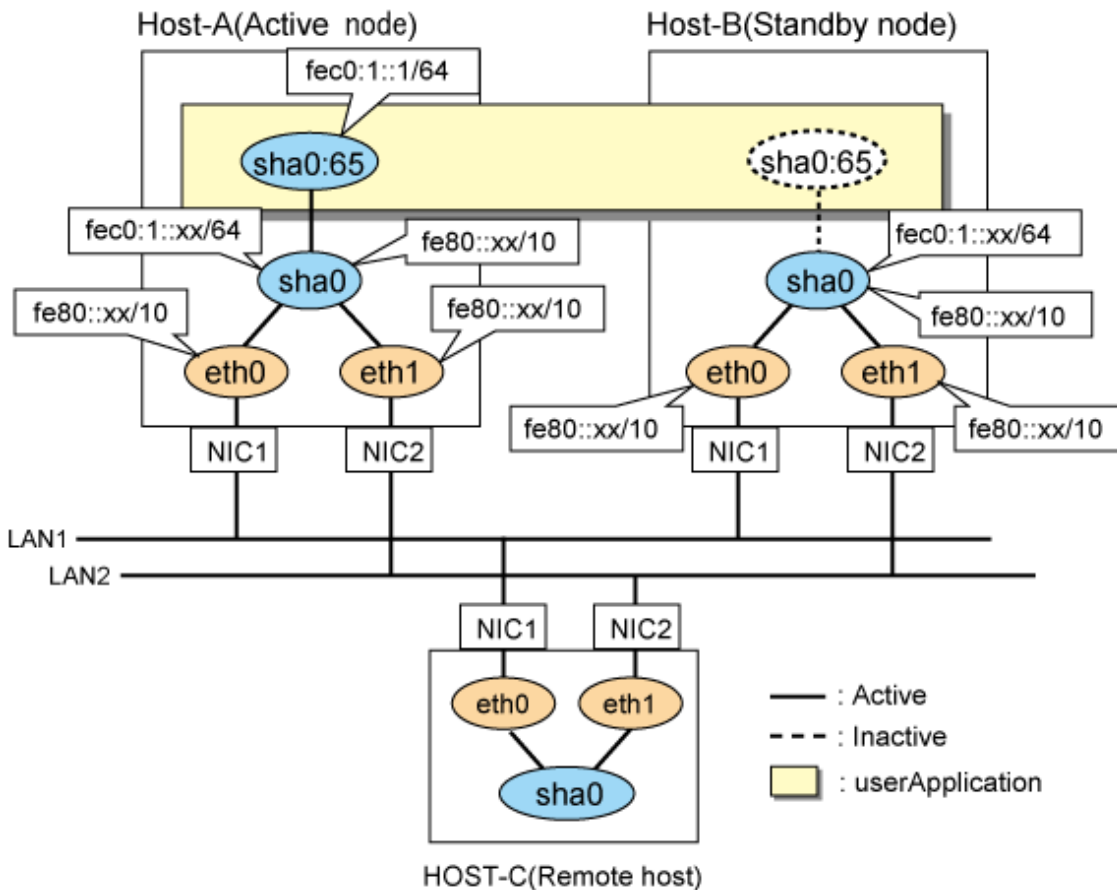 Host-A(Active node)
Host-B(Standby node)
fec0:1::1/64
sha0:65
sha0:65
fec0:1::xx/64
fe80::xx/10
fec0:1::xx/64
sha0
sha0
fe80::xx/10
fe80::xx/10
fe80::xx/10
eth0
eth1
eth0
eth1
fe80::xx/10
fe80::xx/10
NIC1
NIC2
NIC1
NIC2
LAN1
LAN2
NIC1
NIC2
eth0
eth1
sha0
: Active
: Inactive
: userApplication
HOST-C(Remote host)